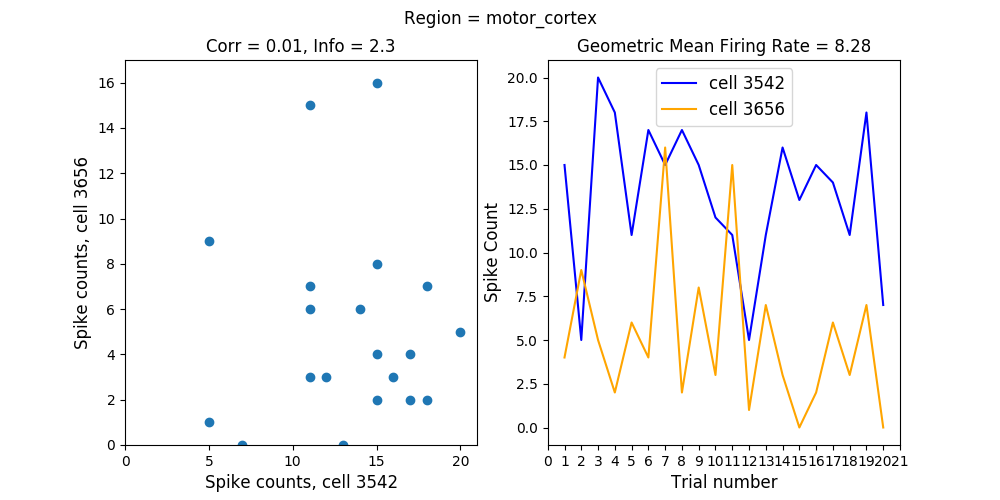 Region = motor_cortex
Corr = 0.01, Info = 2.3
Spike counts, cell 3656
16
14
12
10
8
6
4
2
0
0 5 10 15 20
Spike counts, cell 3542
Geometric Mean Firing Rate = 8.28
cell 3542
cell 3656
Spike Count
20.0
17.5
15.0
12.5
10.0
7.5
5.0
2.5
0.0
0 1 2 3 4 5 6 7 8 9 10 11 12 13 14 15 16 17 18 19 20 21
Trial number